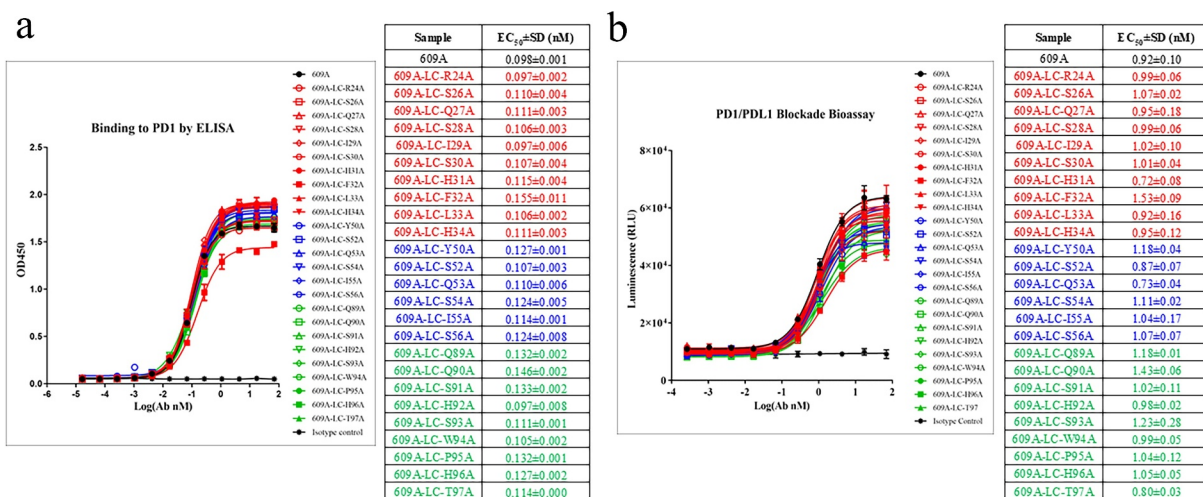 a
Binding to PD1 by ELISA
OD450
2.5
2.0
1.5
1.0
0.5
0.0
-6 -5 -4 -3 -2 -1 0 1 2
Log(Ab nM)
609A
609A-LC-R24A
609A-LC-S26A
609A-LC-Q27A
609A-LC-S28A
609A-LC-I29A
609A-LC-S30A
609A-LC-H31A
609A-LC-F32A
609A-LC-L33A
609A-LC-H34A
609A-LC-Y50A
609A-LC-S52A
609A-LC-Q53A
609A-LC-S54A
609A-LC-I55A
609A-LC-S56A
609A-LC-Q89A
609A-LC-Q90A
609A-LC-S91A
609A-LC-H92A
609A-LC-S93A
609A-LC-W94A
609A-LC-P95A
609A-LC-H96A
609A-LC-T97A
Isotype control
Sample EC50±SD (nM)
609A 0.098±0.001
609A-LC-R24A 0.097±0.002
609A-LC-S26A 0.110±0.004
609A-LC-Q27A 0.111±0.003
609A-LC-S28A 0.106±0.003
609A-LC-I29A 0.097±0.006
609A-LC-S30A 0.107±0.004
609A-LC-H31A 0.115±0.004
609A-LC-F32A 0.155±0.011
609A-LC-L33A 0.106±0.002
609A-LC-H34A 0.111±0.003
609A-LC-Y50A 0.127±0.001
609A-LC-S52A 0.107±0.003
609A-LC-Q53A 0.110±0.006
609A-LC-S54A 0.124±0.005
609A-LC-I55A 0.114±0.001
609A-LC-S56A 0.124±0.008
609A-LC-Q89A 0.132±0.002
609A-LC-Q90A 0.146±0.002
609A-LC-S91A 0.133±0.002
609A-LC-H92A 0.097±0.008
609A-LC-S93A 0.111±0.001
609A-LC-W94A 0.105±0.002
609A-LC-P95A 0.132±0.001
609A-LC-H96A 0.127±0.002
609A-LC-T97A 0.114±0.000
b
PD1/PDL1 Blockade Bioassay
Luminescence (RLU)
8×10⁴
6×10⁴
4×10⁴
2×10⁴
0
-4 -3 -2 -1 0 1 2
Log(Ab nM)
609A
609A-LC-R24A
609A-LC-S26A
609A-LC-Q27A
609A-LC-S28A
609A-LC-I29A
609A-LC-S30A
609A-LC-H31A
609A-LC-F32A
609A-LC-L33A
609A-LC-H34A
609A-LC-Y50A
609A-LC-S52A
609A-LC-Q53A
609A-LC-S54A
609A-LC-I55A
609A-LC-S56A
609A-LC-Q89A
609A-LC-Q90A
609A-LC-S91A
609A-LC-H92A
609A-LC-S93A
609A-LC-W94A
609A-LC-P95A
609A-LC-H96A
609A-LC-T97
Isotype control
Sample EC50±SD (nM)
609A 0.92±0.10
609A-LC-R24A 0.99±0.06
609A-LC-S26A 1.07±0.02
609A-LC-Q27A 0.95±0.18
609A-LC-S28A 0.99±0.06
609A-LC-I29A 1.02±0.10
609A-LC-S30A 1.01±0.04
609A-LC-H31A 0.72±0.08
609A-LC-F32A 1.53±0.09
609A-LC-L33A 0.92±0.16
609A-LC-H34A 0.95±0.12
609A-LC-Y50A 1.18±0.04
609A-LC-S52A 0.87±0.07
609A-LC-Q53A 0.73±0.04
609A-LC-S54A 1.11±0.02
609A-LC-I55A 1.04±0.17
609A-LC-S56A 1.07±0.07
609A-LC-Q89A 1.18±0.01
609A-LC-Q90A 1.43±0.06
609A-LC-S91A 1.02±0.11
609A-LC-H92A 0.98±0.02
609A-LC-S93A 1.23±0.28
609A-LC-W94A 0.99±0.05
609A-LC-P95A 1.04±0.12
609A-LC-H96A 1.05±0.05
609A-LC-T97A 0.80±0.03